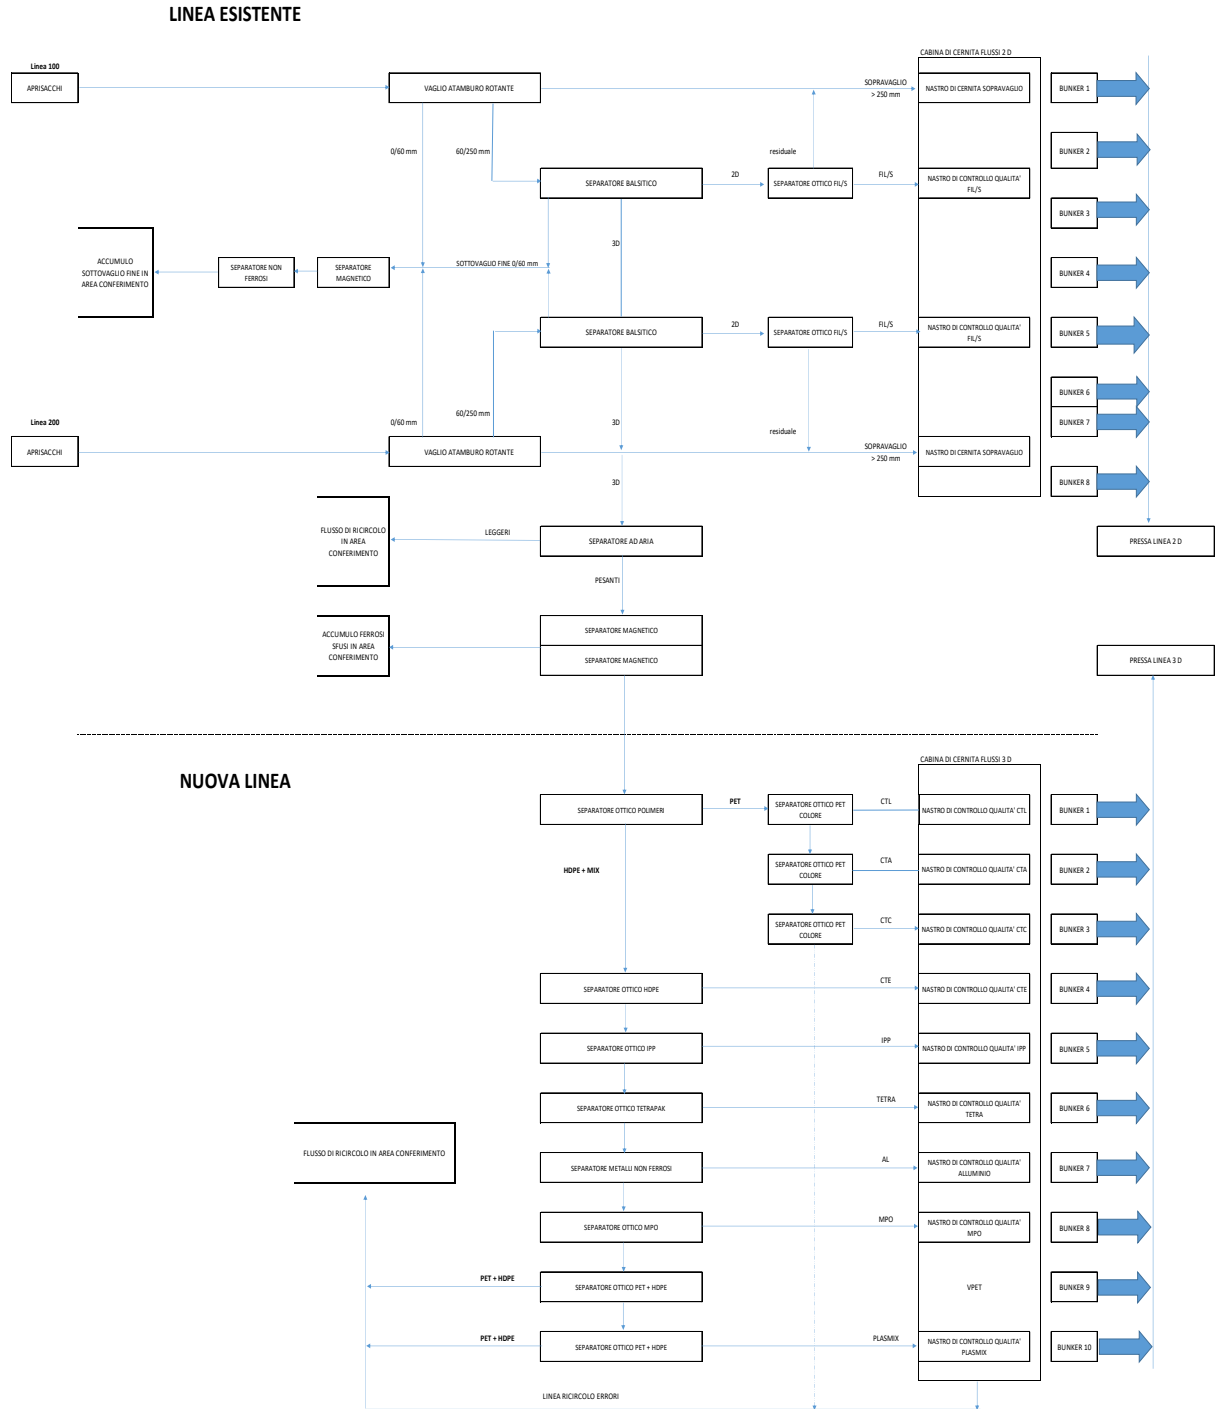 LINEA ESISTENTE
CABINA DI CERNITA FLUSSI 2 D
Linea 100
APRISACCHI
VAGLIO ATAMBURO ROTANTE
SOPRAVAGLIO
> 250 mm
NASTRO DI CERNITA SOPRAVAGLIO
BUNKER 1
0/60 mm
60/250 mm
residuale
BUNKER 2
SEPARATORE BALSITICO
2D
SEPARATORE OTTICO FIL/S
FIL/S
NASTRO DI CONTROLLO QUALITA'
FIL/S
BUNKER 3
3D
ACCUMULO
SOTTOVAGLIO FINE IN
AREA CONFERIMENTO
SEPARATORE NON
FERROSI
SEPARATORE
MAGNETICO
SOTTOVAGLIO FINE 0/60 mm
BUNKER 4
SEPARATORE BALSITICO
2D
SEPARATORE OTTICO FIL/S
FIL/S
NASTRO DI CONTROLLO QUALITA'
FIL/S
BUNKER 5
BUNKER 6
BUNKER 7
Linea 200
0/60 mm
60/250 mm
3D
residuale
APRISACCHI
VAGLIO ATAMBURO ROTANTE
SOPRAVAGLIO
> 250 mm
NASTRO DI CERNITA SOPRAVAGLIO
3D
BUNKER 8
FLUSSO DI RICIRCOLO
IN AREA
CONFERIMENTO
LEGGERI
SEPARATORE AD ARIA
PRESSA LINEA 2 D
PESANTI
ACCUMULO FERROSI
SFUSI IN AREA
CONFERIMENTO
SEPARATORE MAGNETICO
SEPARATORE MAGNETICO
PRESSA LINEA 3 D
NUOVA LINEA
CABINA DI CERNITA FLUSSI 3 D
SEPARATORE OTTICO POLIMERI
PET
SEPARATORE OTTICO PET
COLORE
CTL
NASTRO DI CONTROLLO QUALITA' CTL
BUNKER 1
HDPE + MIX
SEPARATORE OTTICO PET
COLORE
CTA
NASTRO DI CONTROLLO QUALITA' CTA
BUNKER 2
SEPARATORE OTTICO PET
COLORE
CTC
NASTRO DI CONTROLLO QUALITA' CTC
BUNKER 3
SEPARATORE OTTICO HDPE
CTE
NASTRO DI CONTROLLO QUALITA' CTE
BUNKER 4
SEPARATORE OTTICO IPP
IPP
NASTRO DI CONTROLLO QUALITA' IPP
BUNKER 5
SEPARATORE OTTICO TETRAPAK
TETRA
NASTRO DI CONTROLLO QUALITA'
TETRA
BUNKER 6
FLUSSO DI RICIRCOLO IN AREA CONFERIMENTO
SEPARATORE METALLI NON FERROSI
AL
NASTRO DI CONTROLLO QUALITA'
ALLUMINIO
BUNKER 7
SEPARATORE OTTICO MPO
MPO
NASTRO DI CONTROLLO QUALITA'
MPO
BUNKER 8
PET + HDPE
SEPARATORE OTTICO PET + HDPE
VPET
BUNKER 9
PET + HDPE
SEPARATORE OTTICO PET + HDPE
PLASMIX
NASTRO DI CONTROLLO QUALITA'
PLASMIX
BUNKER 10
LINEA RICIRCOLO ERRORI